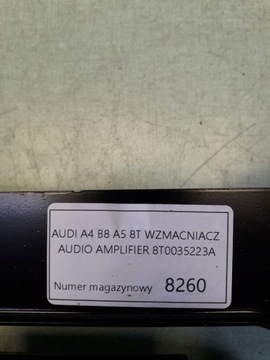 AUDI A4 B8 A5 8T WZMACNIACZ
AUDIO AMPLIFIER 8T0035223A
Numer magazynowy 8260